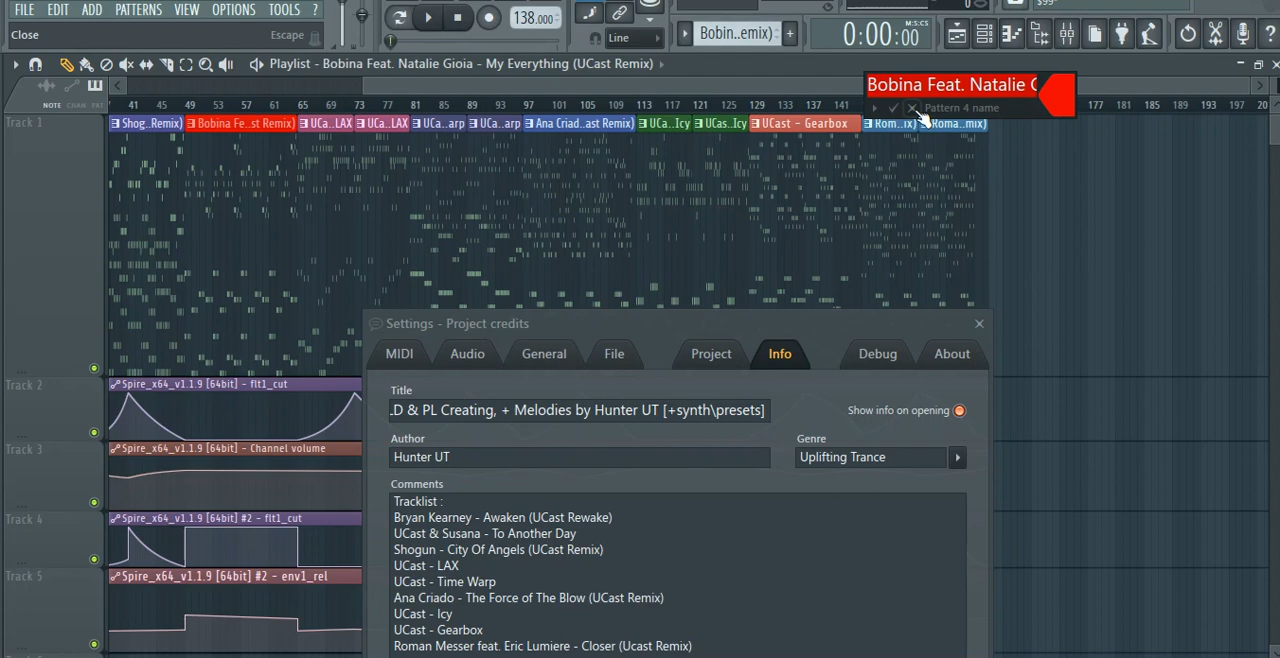 FILE EDIT ADD PATTERNS VIEW OPTIONS TOOLS ?
Close Escape
138.000
Line
Bobin..emix)
0:00:00
M:S:CS
Playlist - Bobina Feat. Natalie Gioia - My Everything (UCast Remix)
Bobina Feat. Natalie G
Pattern 4 name
NOTE CHAN PAT
41 45 49 53 57 61 65 69 73 77 81 85 89 93 97 101 105 109 113 117 121 125 129 133 137 141 177 181 185 189 193 197 20
Track 1
Shog..Remix) Bobina Fe..st Remix) UCa..LAX UCa..LAX UCa..arp UCa..arp Ana Criad..ast Remix) UCa..Icy UCas..Icy UCast - Gearbox Rom..ix) Roma..mix)
Settings - Project credits
MIDI Audio General File Project Info Debug About
Title
.D & PL Creating, + Melodies by Hunter UT [+synth\presets]
Show info on opening
Author
Hunter UT
Genre
Uplifting Trance
Comments
Tracklist :
Bryan Kearney - Awaken (UCast Rewake)
UCast & Susana - To Another Day
Shogun - City Of Angels (UCast Remix)
UCast - LAX
UCast - Time Warp
Ana Criado - The Force of The Blow (UCast Remix)
UCast - Icy
UCast - Gearbox
Roman Messer feat. Eric Lumiere - Closer (Ucast Remix)
Track 2
Spire_x64_v1.1.9 [64bit] - flt1_cut
Track 3
Spire_x64_v1.1.9 [64bit] - Channel volume
Track 4
Spire_x64_v1.1.9 [64bit] #2 - flt1_cut
Track 5
Spire_x64_v1.1.9 [64bit] #2 - env1_rel